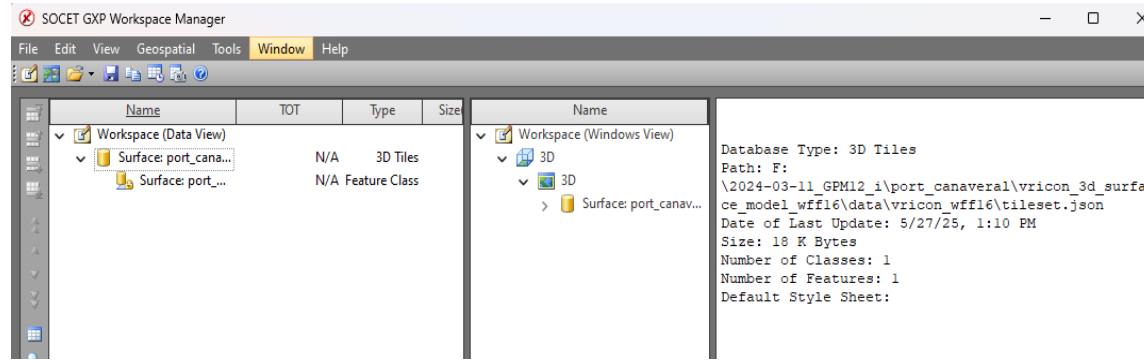 SOCET GXP Workspace Manager
File Edit View Geospatial Tools Window Help
Name TOT Type Size
Workspace (Data View)
Surface: port_cana... N/A 3D Tiles
Surface: port_... N/A Feature Class
Name
Workspace (Windows View)
3D
3D
Surface: port_canav...
Database Type: 3D Tiles
Path: F:
\2024-03-11_GPM12_i\port_canaveral\vricon_3d_surfa
ce_model_wff16\data\vricon_wff16\tileset.json
Date of Last Update: 5/27/25, 1:10 PM
Size: 18 K Bytes
Number of Classes: 1
Number of Features: 1
Default Style Sheet: